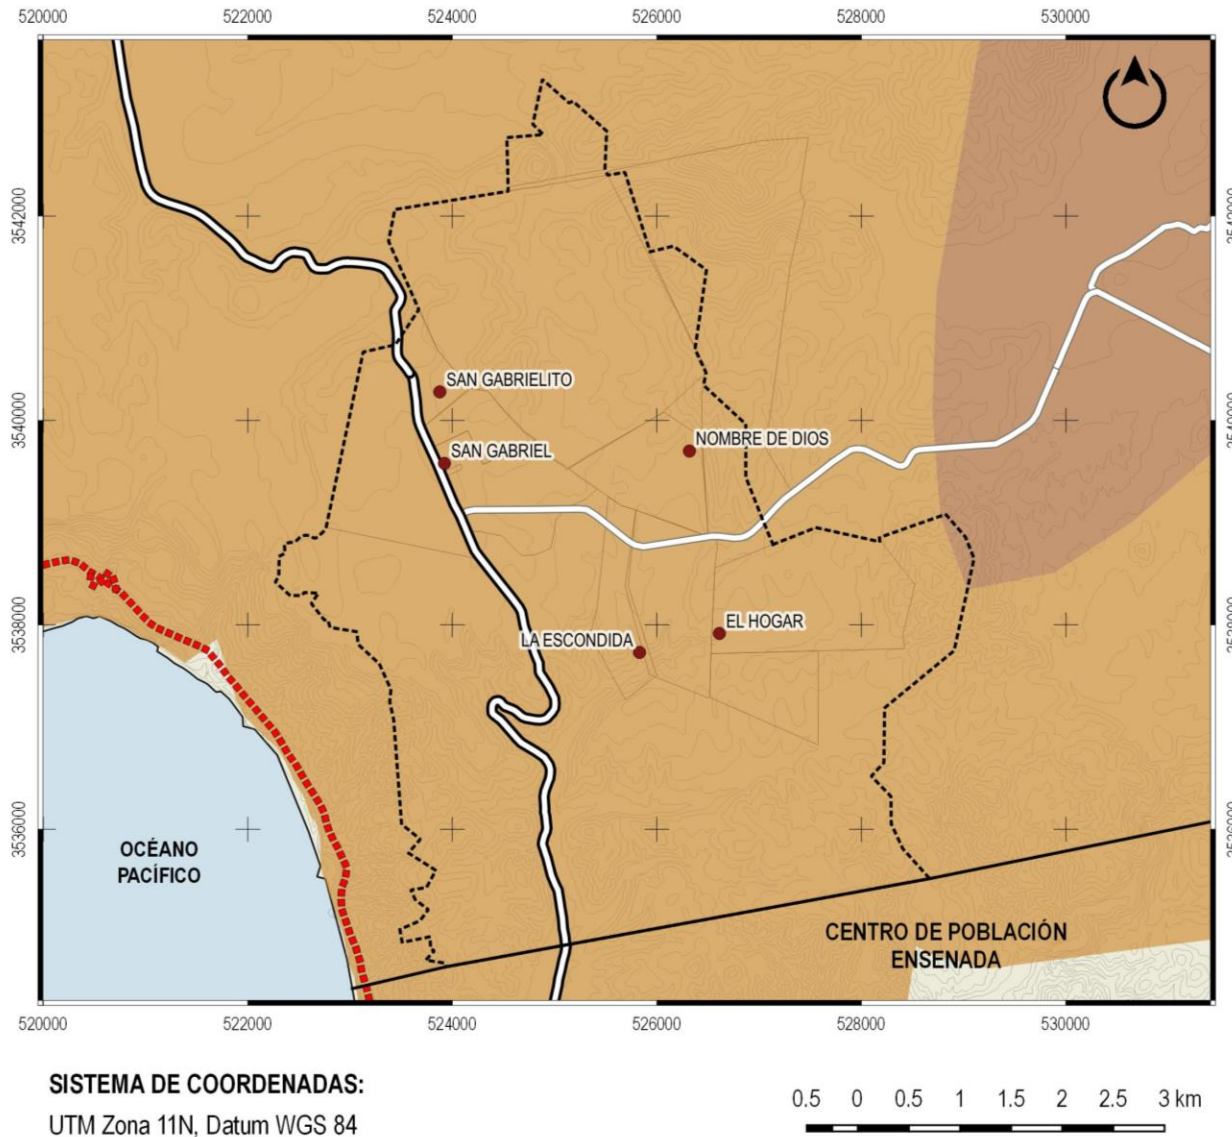 520000 522000 524000 526000 528000 530000
3542000
SAN GABRIELITO
3540000
NOMBRE DE DIOS
SAN GABRIEL
3538000
EL HOGAR
LA ESCONDIDA
3536000
OCÉANO
PACÍFICO
CENTRO DE POBLACIÓN
ENSENADA
520000 522000 524000 526000 528000 530000
SISTEMA DE COORDENADAS:
UTM Zona 11N, Datum WGS 84
0.5 0 0.5 1 1.5 2 2.5 3 km